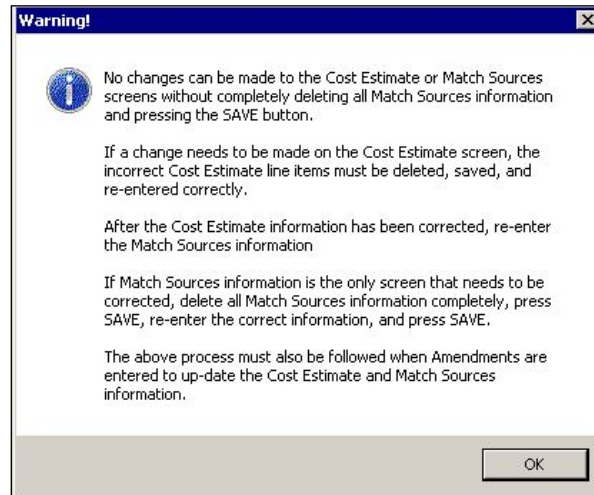 Warning!
No changes can be made to the Cost Estimate or Match Sources
screens without completely deleting all Match Sources information
and pressing the SAVE button.
If a change needs to be made on the Cost Estimate screen, the
incorrect Cost Estimate line items must be deleted, saved, and
re-entered correctly.
After the Cost Estimate information has been corrected, re-enter
the Match Sources information
If Match Sources information is the only screen that needs to be
corrected, delete all Match Sources information completely, press
SAVE, re-enter the correct information, and press SAVE.
The above process must also be followed when Amendments are
entered to up-date the Cost Estimate and Match Sources
information.
OK